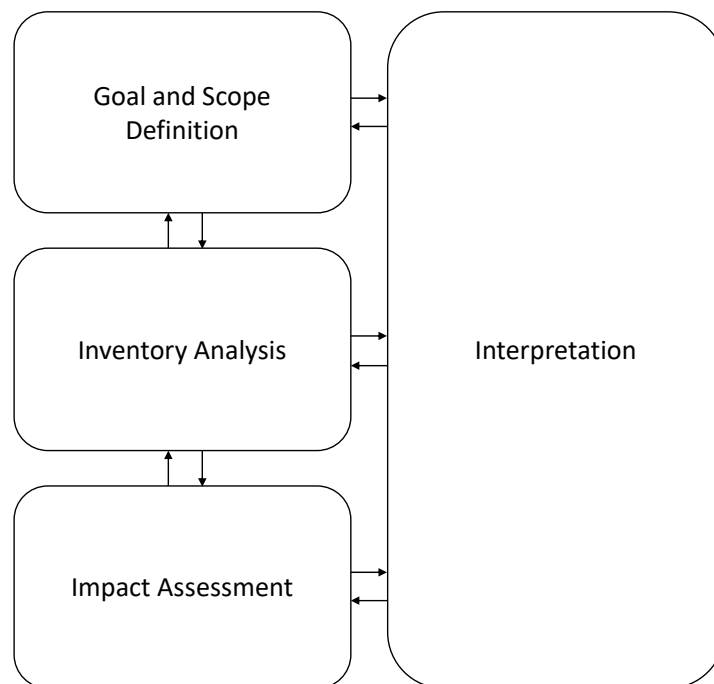 Goal and Scope
Definition
Inventory Analysis
Interpretation
Impact Assessment